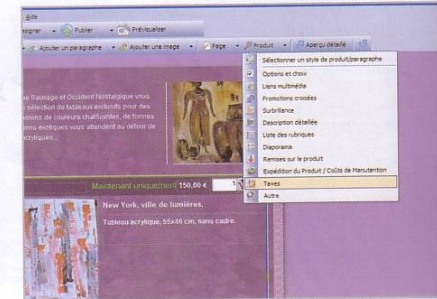 Aide
Publier
Prévisualiser
Ajouter un paragraphe
Ajouter une image
Page
Produit
Aperçu détaillé
Sélectionner un style de produit/paragraphe
Options et choix
Liens multimédia
Promotions croisées
Surbrillance
Description détaillée
Liste des rubriques
Diaporama
Remises sur le produit
Expédition du Produit / Coûts de Manutention
Taxes
Autre
Sauvage et Occident Nostalgique vous
sélection de tableaux exclusifs pour des
de couleurs chatoyantes, de formes
exotiques vous attendent au détour de
acryliques
Maintenant uniquement 150,00 €
1
New York, ville de lumières.
Tableau acrylique, 55x46 cm, sans cadre.